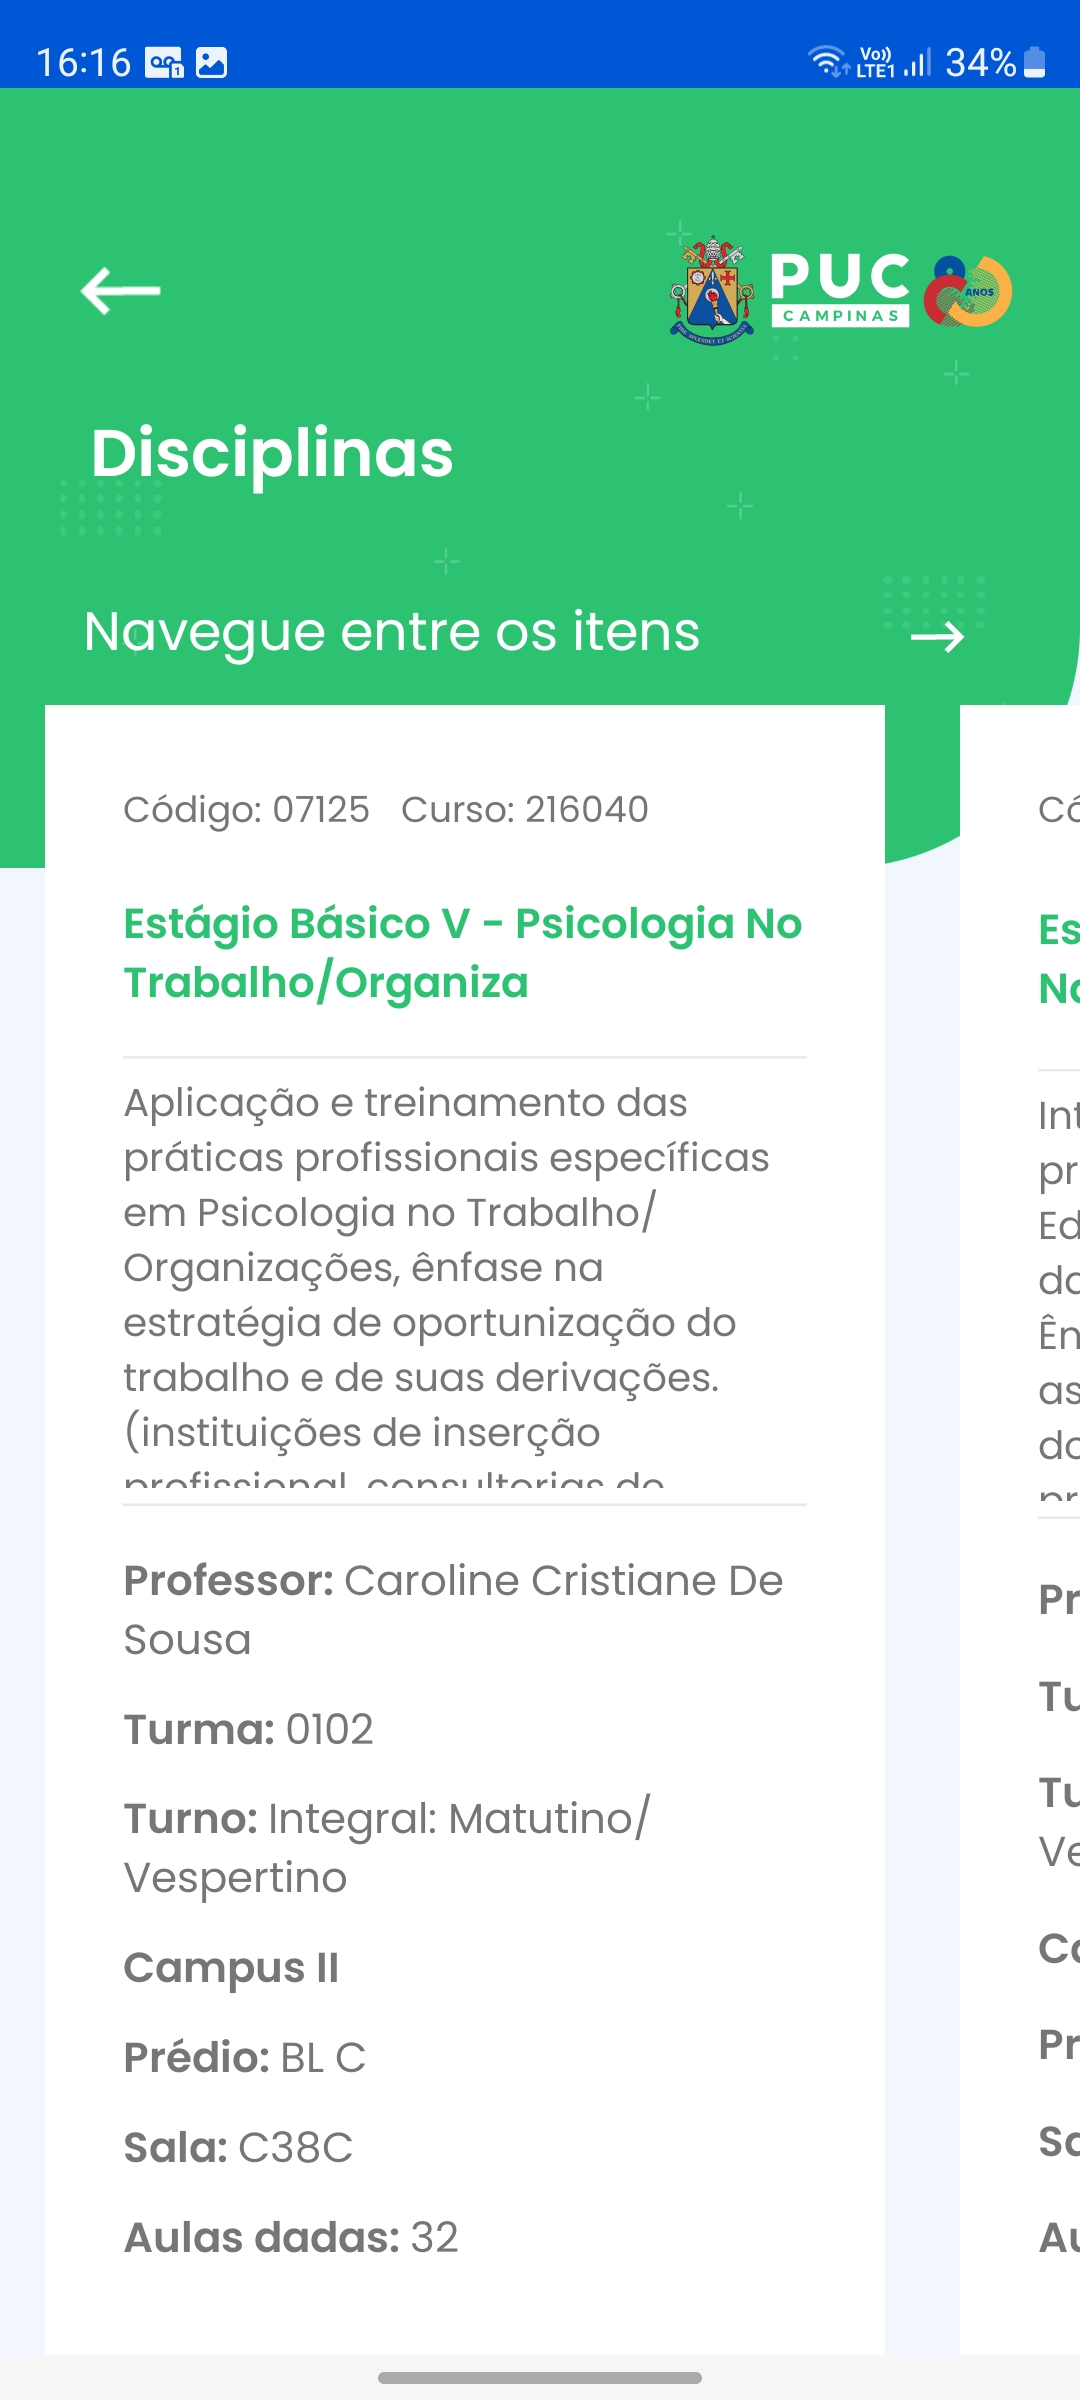 16:16
Vo)) LTE1 34%
PUC
CAMPINAS
ANOS
Disciplinas
Navegue entre os itens
Código: 07125 Curso: 216040
Estágio Básico V - Psicologia No
Trabalho/Organiza
Aplicação e treinamento das
práticas profissionais específicas
em Psicologia no Trabalho/
Organizações, ênfase na
estratégia de oportunização do
trabalho e de suas derivações.
(instituições de inserção
profissional, consultorias de
Professor: Caroline Cristiane De
Sousa
Turma: 0102
Turno: Integral: Matutino/
Vespertino
Campus II
Prédio: BL C
Sala: C38C
Aulas dadas: 32
Có
Es
No
Int
pr
Ed
do
Ên
as
do
pr
Pr
Tu
Tu
Ve
Ca
Pr
Sa
Au